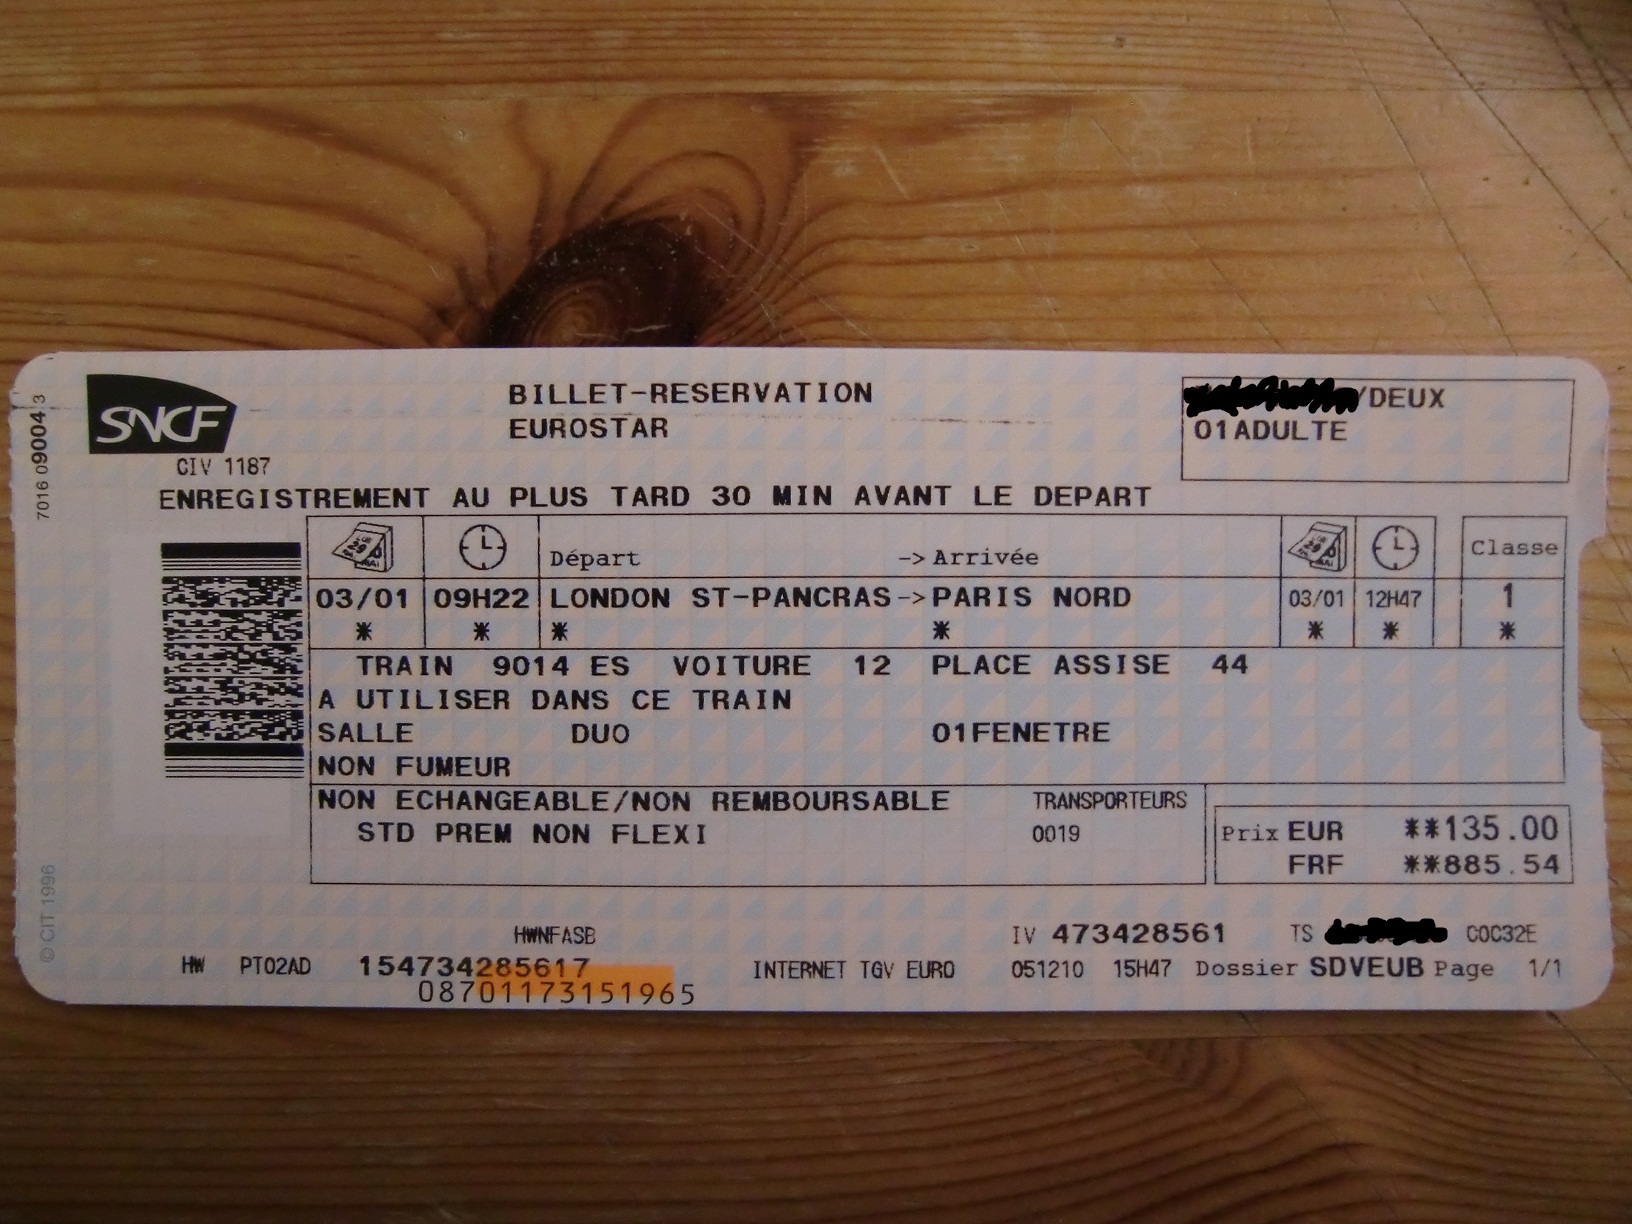 SNCF
BILLET-RESERVATION
EUROSTAR
/DEUX
01ADULTE
CIV 1187
ENREGISTREMENT AU PLUS TARD 30 MIN AVANT LE DEPART
Départ -> Arrivée Classe
03/01 09H22 LONDON ST-PANCRAS -> PARIS NORD 03/01 12H47 1
* * * * * * *
TRAIN 9014 ES VOITURE 12 PLACE ASSISE 44
A UTILISER DANS CE TRAIN
SALLE DUO 01FENETRE
NON FUMEUR
NON ECHANGEABLE/NON REMBOURSABLE TRANSPORTEURS
STD PREM NON FLEXI 0019
Prix EUR **135.00
FRF **885.54
HWNFASB IV 473428561 TS C0C32E
HW PT02AD 154734285617 INTERNET TGV EURO 051210 15H47 Dossier SDVEUB Page 1/1
08701173151965
7016 09004 3
© CIT 1996